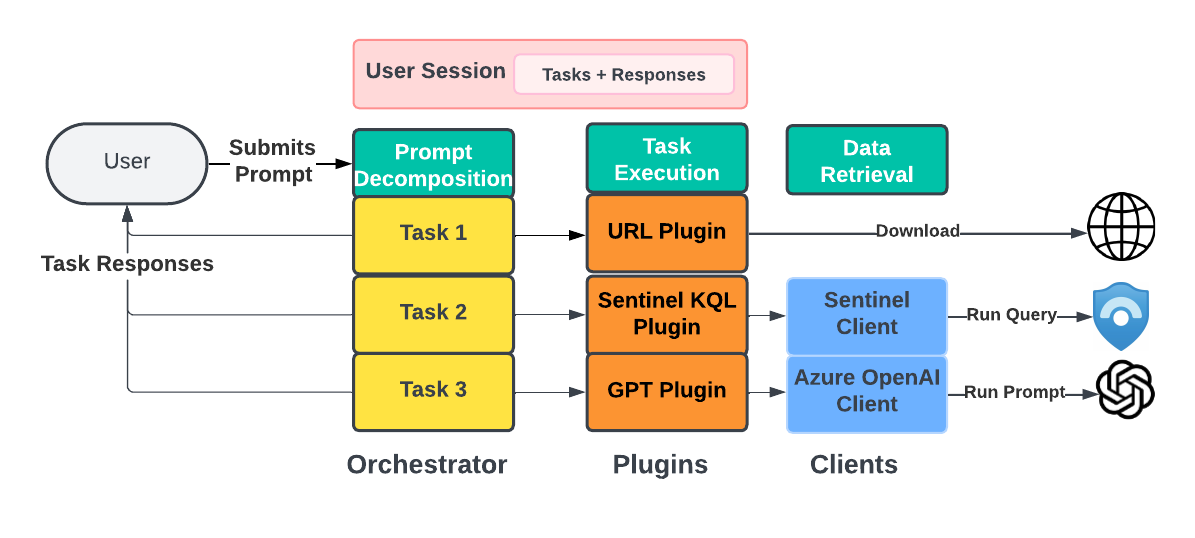 User Session
Tasks + Responses
User
Submits
Prompt
Prompt
Decomposition
Task
Execution
Data
Retrieval
Task 1
URL Plugin
Download
Task Responses
Task 2
Sentinel KQL
Plugin
Sentinel
Client
Run Query
Task 3
GPT Plugin
Azure OpenAI
Client
Run Prompt
Orchestrator
Plugins
Clients